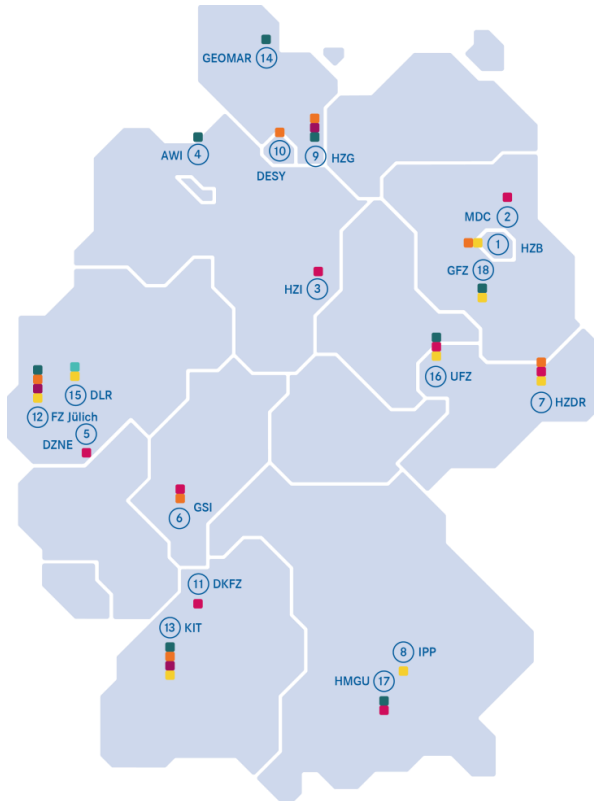 GEOMAR 14
AWI 4
10
DESY
9 HZG
MDC 2
1 HZB
GFZ 18
HZI 3
16 UFZ
7 HZDR
15 DLR
12 FZ Jülich
5
DZNE
6 GSI
11 DKFZ
13 KIT
8 IPP
HMGU 17